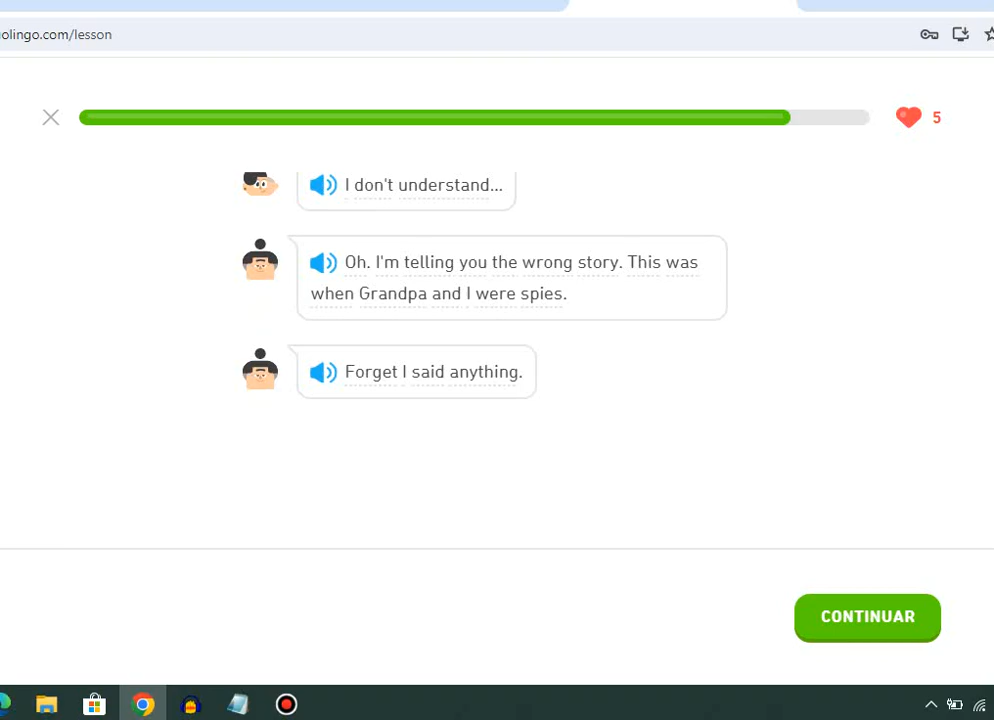 olingo.com/lesson
5
I don't understand...
Oh. I'm telling you the wrong story. This was
when Grandpa and I were spies.
Forget I said anything.
CONTINUAR